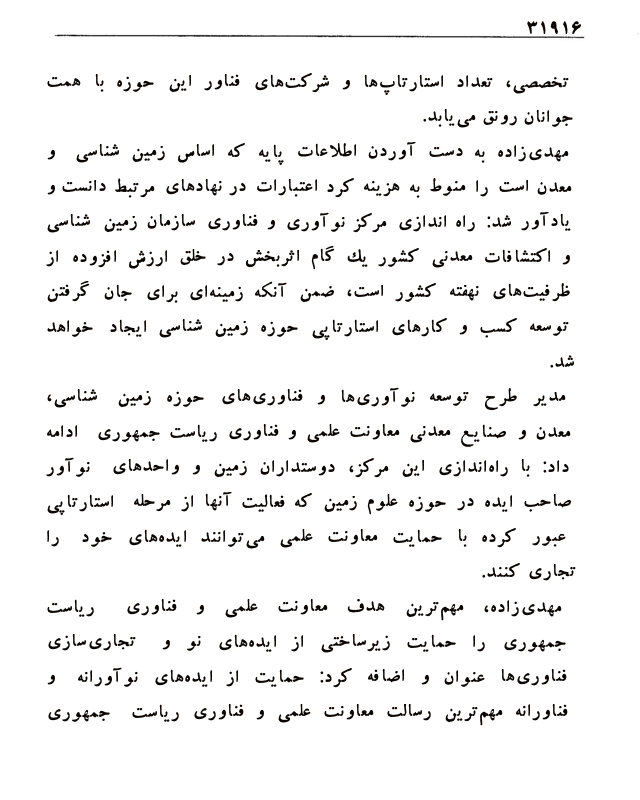 ۳۱۹۱۶
تخصصی، تعداد استارتاپ‌ها و شرکت‌های فناور این حوزه با همت
جوانان رونق می‌یابد.
مهدی‌زاده به دست آوردن اطلاعات پایه که اساس زمین شناسی و
معدن است را منوط به هزینه کرد اعتبارات در نهادهای مرتبط دانست و
یادآور شد: راه اندازی مرکز نوآوری و فناوری سازمان زمین شناسی
و اکتشافات معدنی کشور یك گام اثربخش در خلق ارزش افزوده از
ظرفیت‌های نهفته کشور است، ضمن آنکه زمینه‌ای برای جان گرفتن
توسعه کسب و کارهای استارتاپی حوزه زمین شناسی ایجاد خواهد
شد.
مدیر طرح توسعه نوآوری‌ها و فناوری‌های حوزه زمین شناسی،
معدن و صنایع معدنی معاونت علمی و فناوری ریاست جمهوری ادامه
داد: با راه‌اندازی این مرکز، دوستداران زمین و واحدهای نوآور
صاحب ایده در حوزه علوم زمین که فعالیت آنها از مرحله استارتاپی
عبور کرده با حمایت معاونت علمی می‌توانند ایده‌های خود را
تجاری کنند.
مهدی‌زاده، مهم‌ترین هدف معاونت علمی و فناوری ریاست
جمهوری را حمایت زیرساختی از ایده‌های نو و تجاری‌سازی
فناوری‌ها عنوان و اضافه کرد: حمایت از ایده‌های نوآورانه و
فناورانه مهم‌ترین رسالت معاونت علمی و فناوری ریاست جمهوری